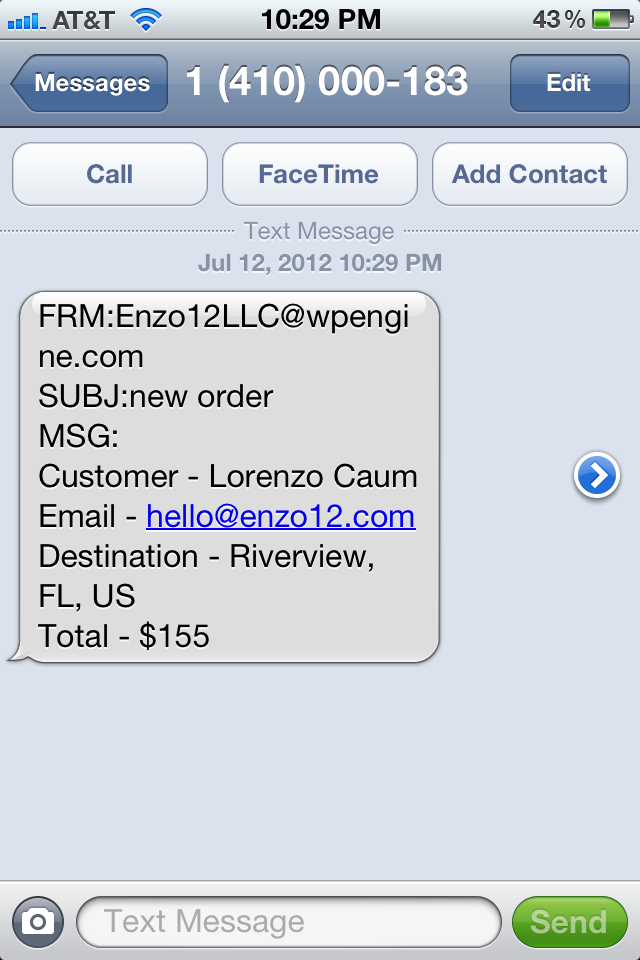 AT&T 10:29 PM 43%
Messages 1 (410) 000-183 Edit
Call FaceTime Add Contact
Text Message
Jul 12, 2012 10:29 PM
FRM:Enzo12LLC@wpengi
ne.com
SUBJ:new order
MSG:
Customer - Lorenzo Caum
Email - hello@enzo12.com
Destination - Riverview,
FL, US
Total - $155
Text Message Send